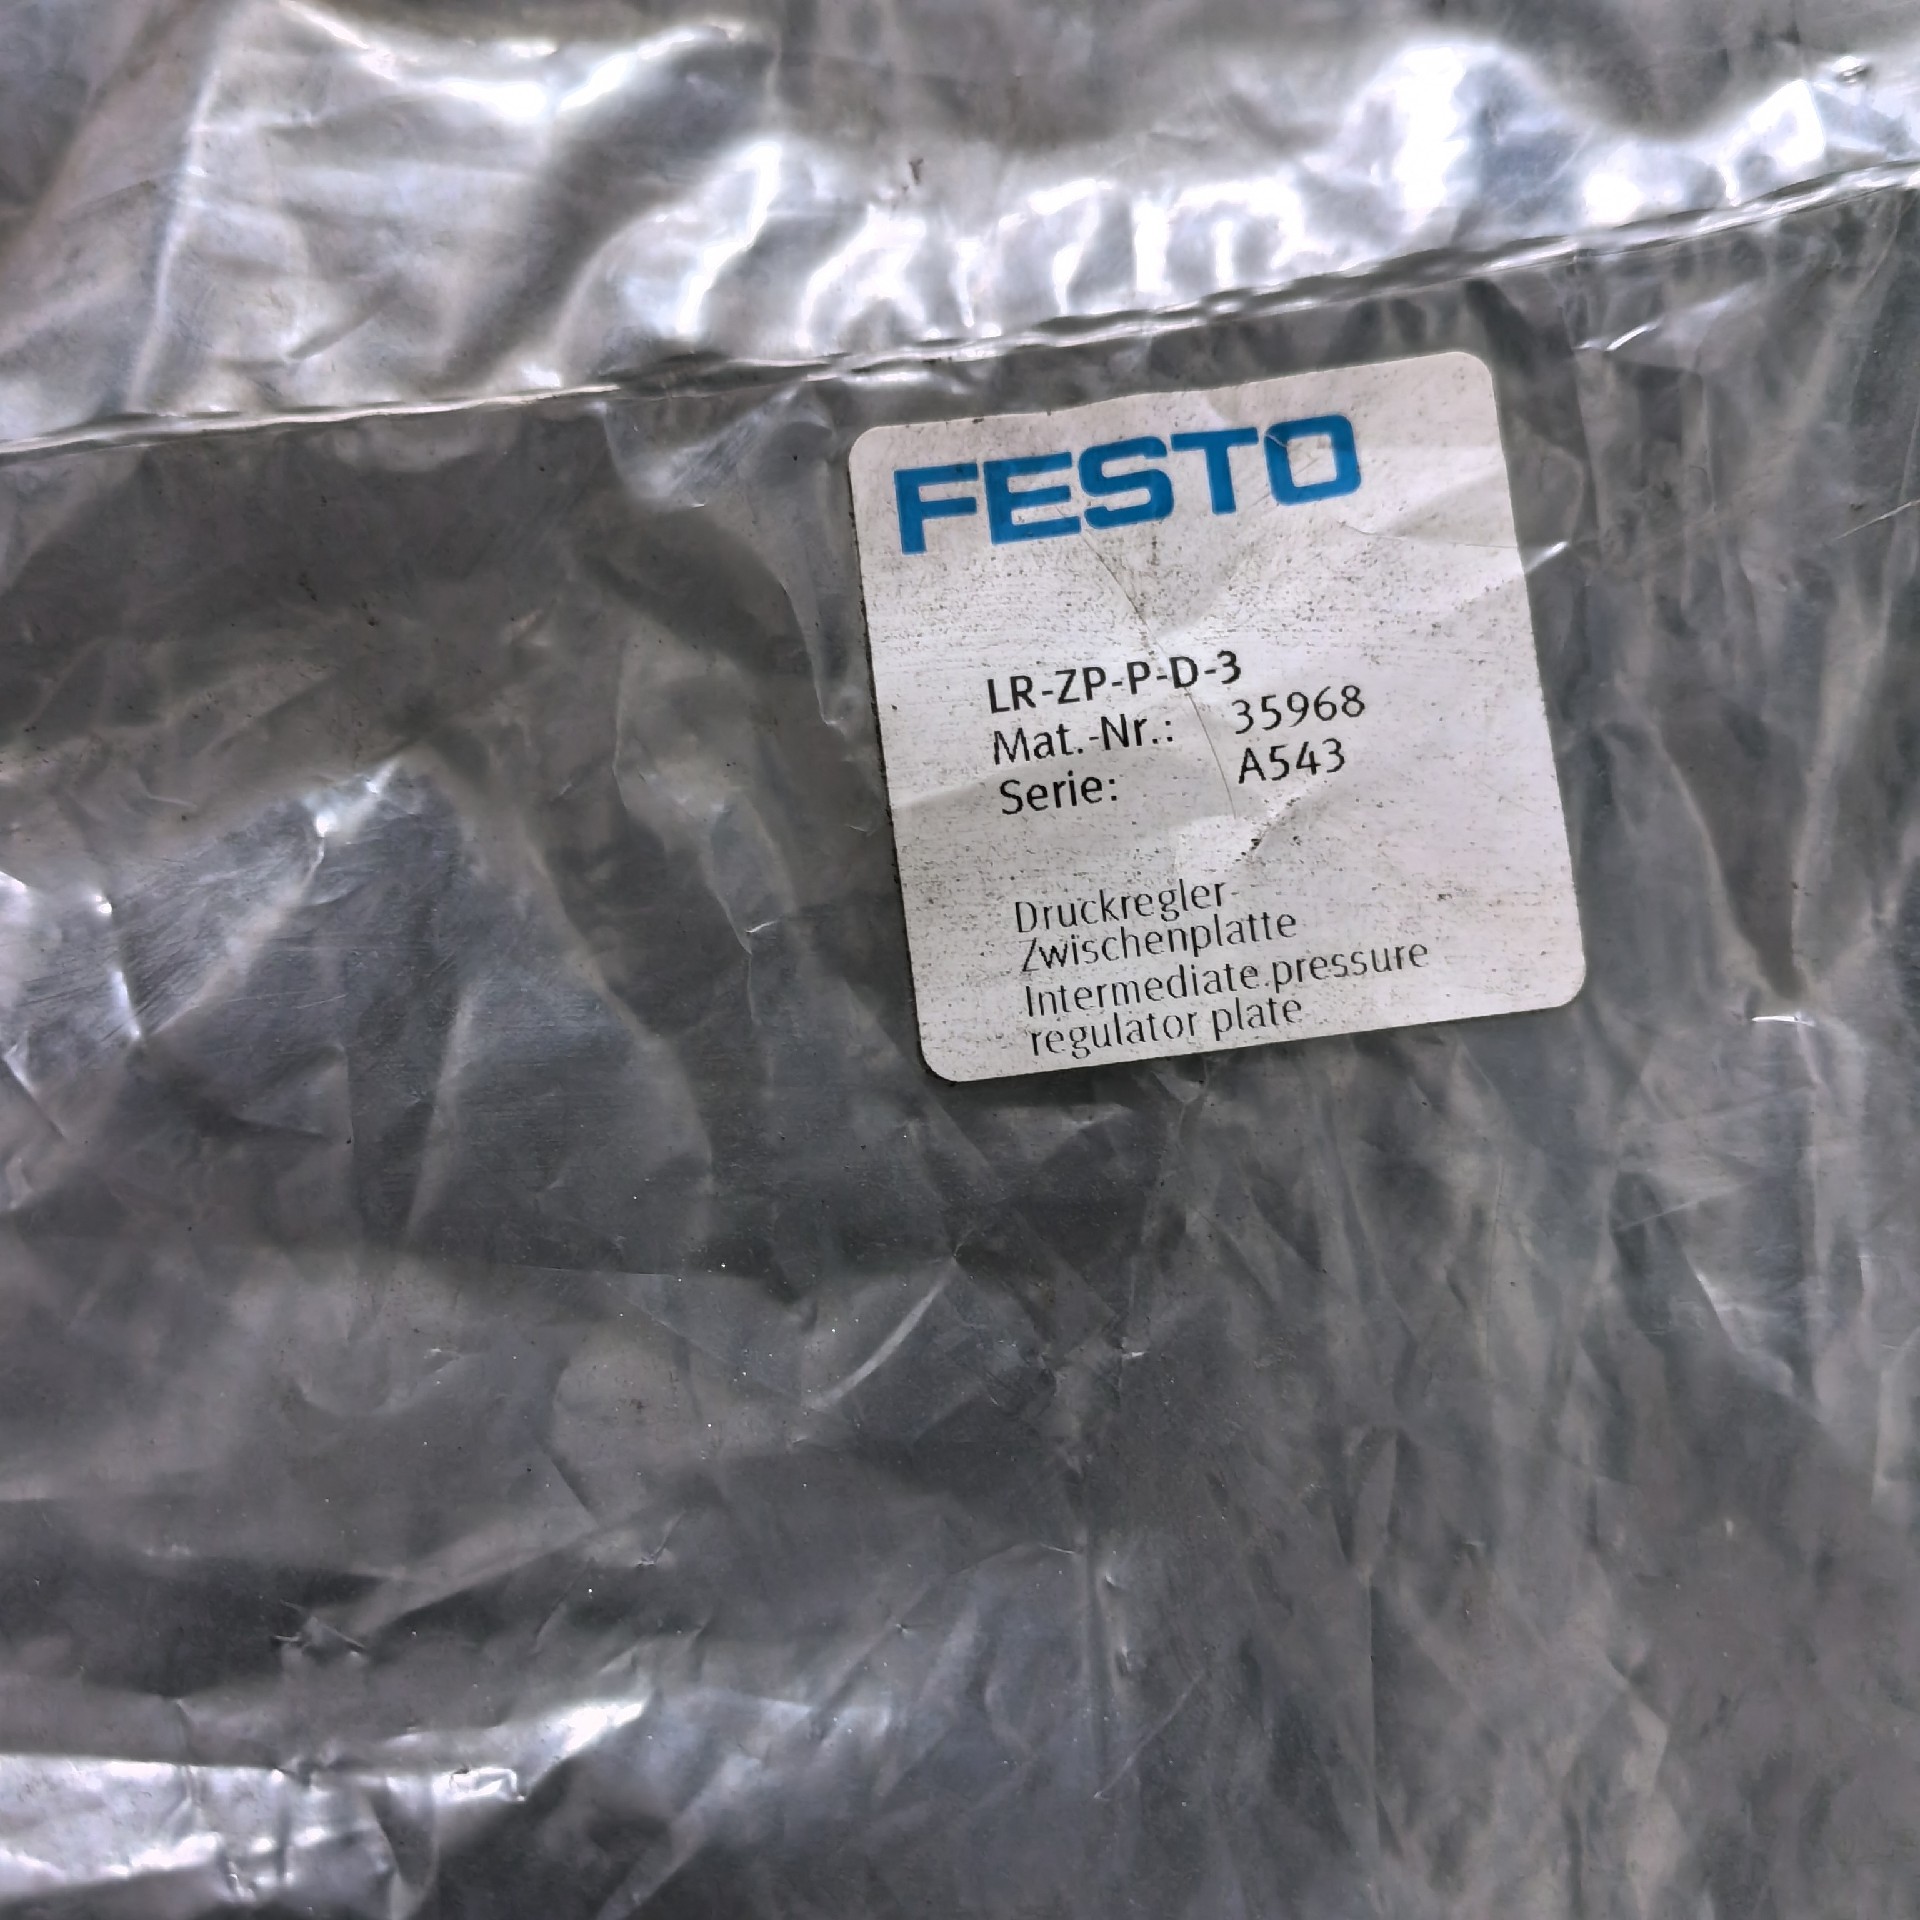 FESTO
LR-ZP-P-D-3
Mat.-Nr.: 35968
Serie: A543
Druckregler-
Zwischenplatte
Intermediate pressure
regulator plate